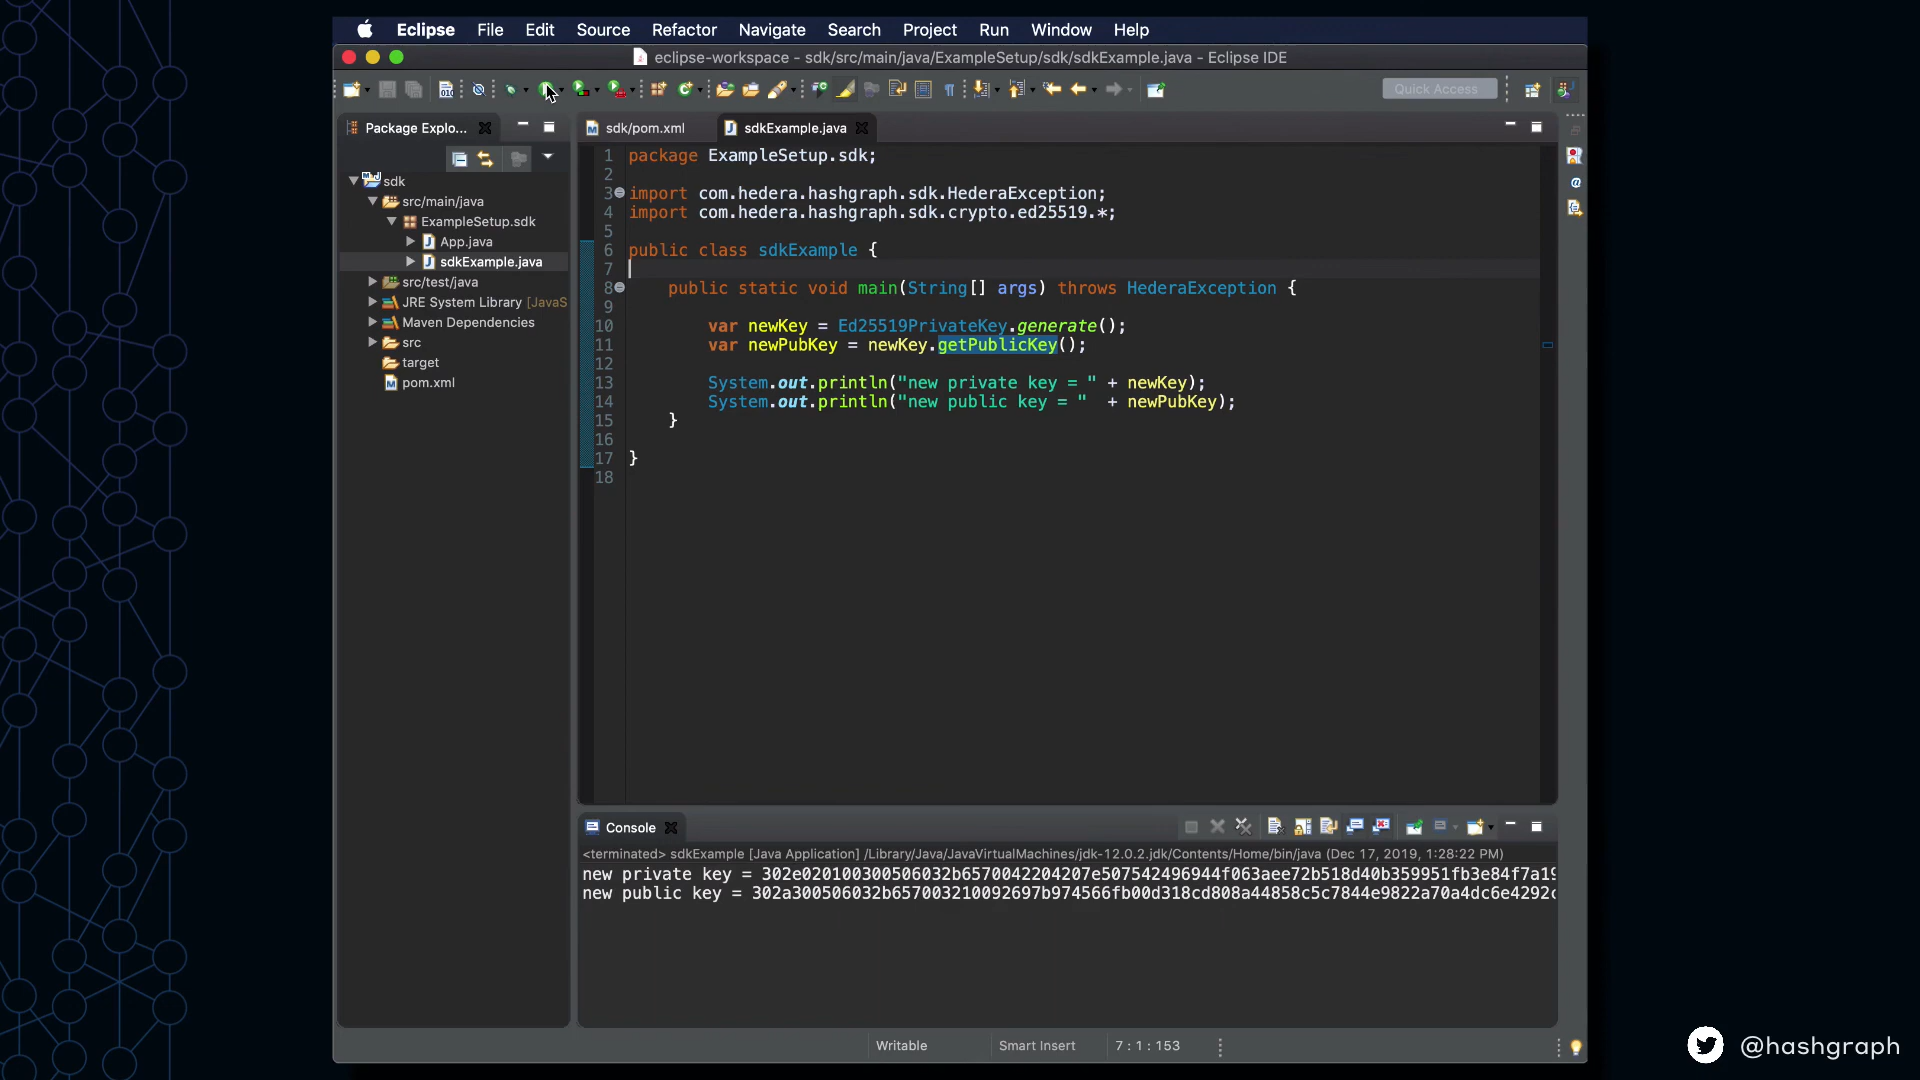 Eclipse File Edit Source Refactor Navigate Search Project Run Window Help
eclipse-workspace - sdk/src/main/java/ExampleSetup/sdk/sdkExample.java - Eclipse IDE
Quick Access
Package Explo...
sdk/pom.xml
sdkExample.java
sdk
src/main/java
ExampleSetup.sdk
App.java
sdkExample.java
src/test/java
JRE System Library [JavaS
Maven Dependencies
src
target
pom.xml
1 package ExampleSetup.sdk;
2
3 import com.hedera.hashgraph.sdk.HederaException;
4 import com.hedera.hashgraph.sdk.crypto.ed25519.*;
5
6 public class sdkExample {
7
8 public static void main(String[] args) throws HederaException {
9
10 var newKey = Ed25519PrivateKey.generate();
11 var newPubKey = newKey.getPublicKey();
12
13 System.out.println("new private key = " + newKey);
14 System.out.println("new public key = " + newPubKey);
15 }
16
17 }
18
Console
<terminated> sdkExample [Java Application] /Library/Java/JavaVirtualMachines/jdk-12.0.2.jdk/Contents/Home/bin/java (Dec 17, 2019, 1:28:22 PM)
new private key = 302e020100300506032b6570042204207e507542496944f063aee72b518d40b359951fb3e84f7a19
new public key = 302a300506032b657003210092697b974566fb00d318cd808a44858c5c7844e9822a70a4dc6e4292c
Writable
Smart Insert
7 : 1 : 153
@hashgraph